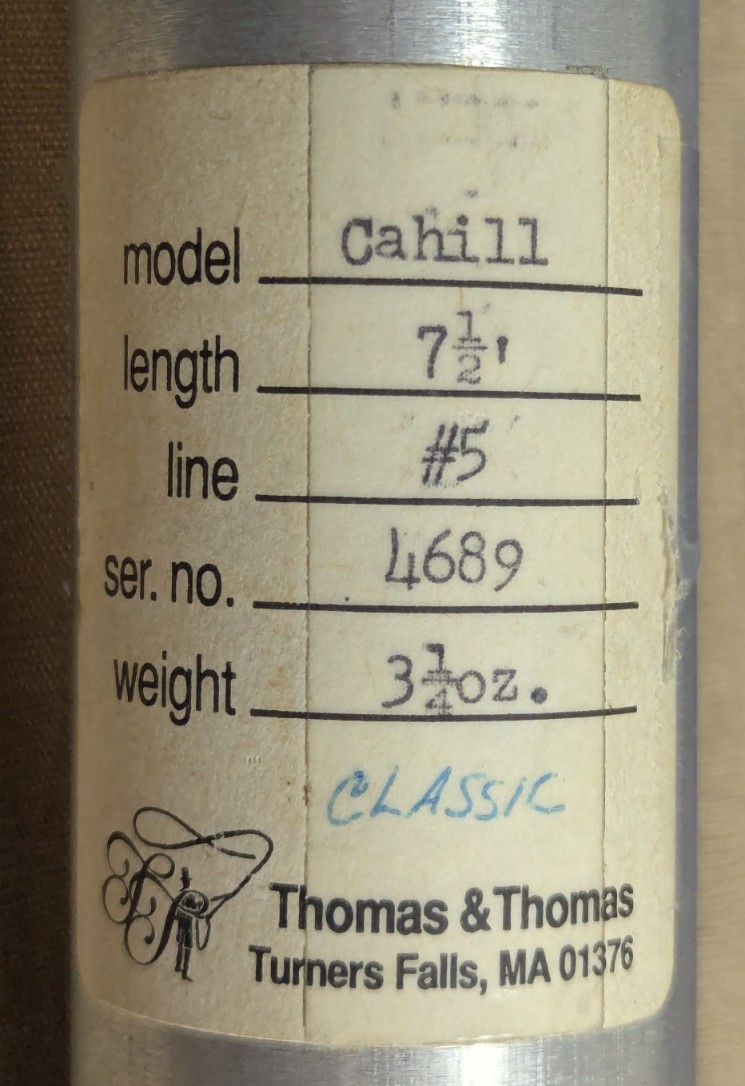 model Cahill
length 7½'
line #5
ser. no. 4689
weight 3¼oz.
CLASSIC
Thomas & Thomas
Turners Falls, MA 01376